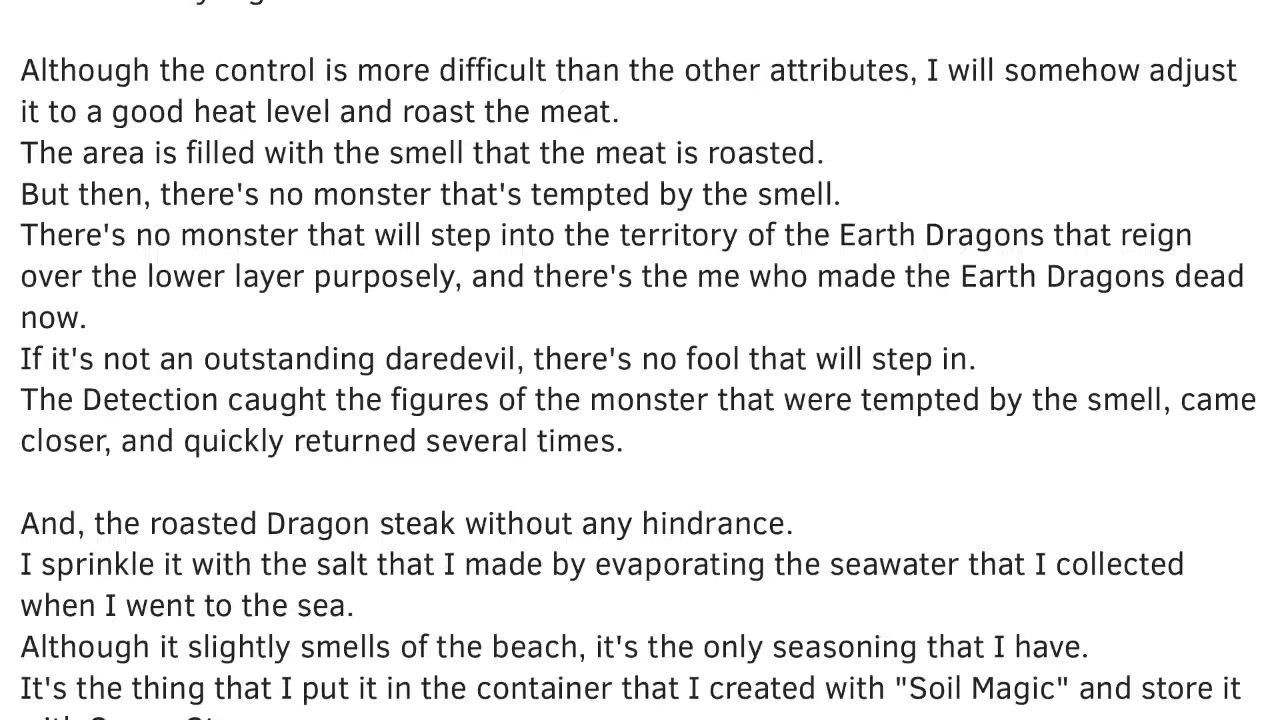 Although the control is more difficult than the other attributes, I will somehow adjust
it to a good heat level and roast the meat.
The area is filled with the smell that the meat is roasted.
But then, there's no monster that's tempted by the smell.
There's no monster that will step into the territory of the Earth Dragons that reign
over the lower layer purposely, and there's the me who made the Earth Dragons dead
now.
If it's not an outstanding daredevil, there's no fool that will step in.
The Detection caught the figures of the monster that were tempted by the smell, came
closer, and quickly returned several times.
And, the roasted Dragon steak without any hindrance.
I sprinkle it with the salt that I made by evaporating the seawater that I collected
when I went to the sea.
Although it slightly smells of the beach, it's the only seasoning that I have.
It's the thing that I put it in the container that I created with "Soil Magic" and store it